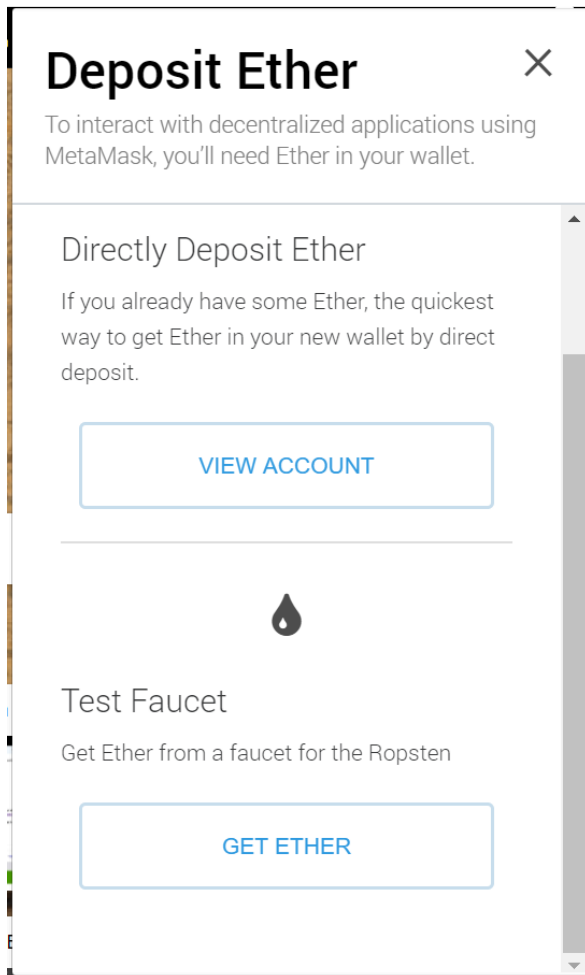 Deposit Ether
To interact with decentralized applications using
MetaMask, you'll need Ether in your wallet.
Directly Deposit Ether
If you already have some Ether, the quickest
way to get Ether in your new wallet by direct
deposit.
VIEW ACCOUNT
Test Faucet
Get Ether from a faucet for the Ropsten
GET ETHER